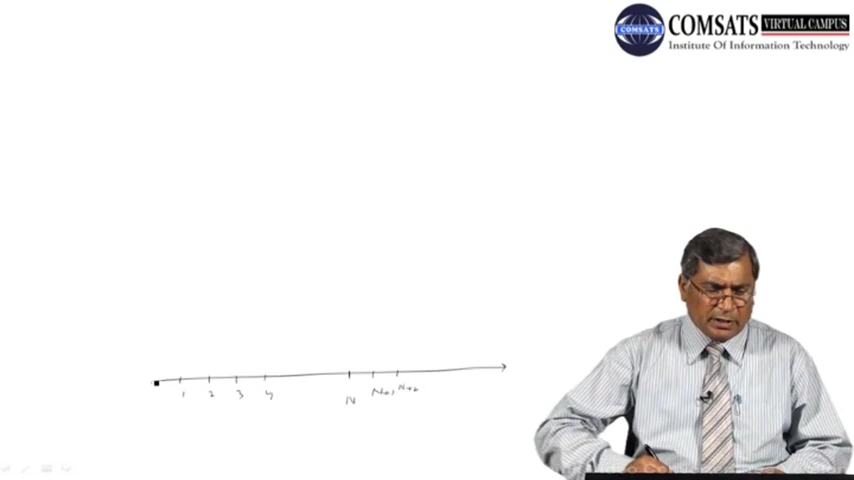 COMSATS VIRTUAL CAMPUS
Institute Of Information Technology
COMSATS
1 2 3 4 N N+1 N+2